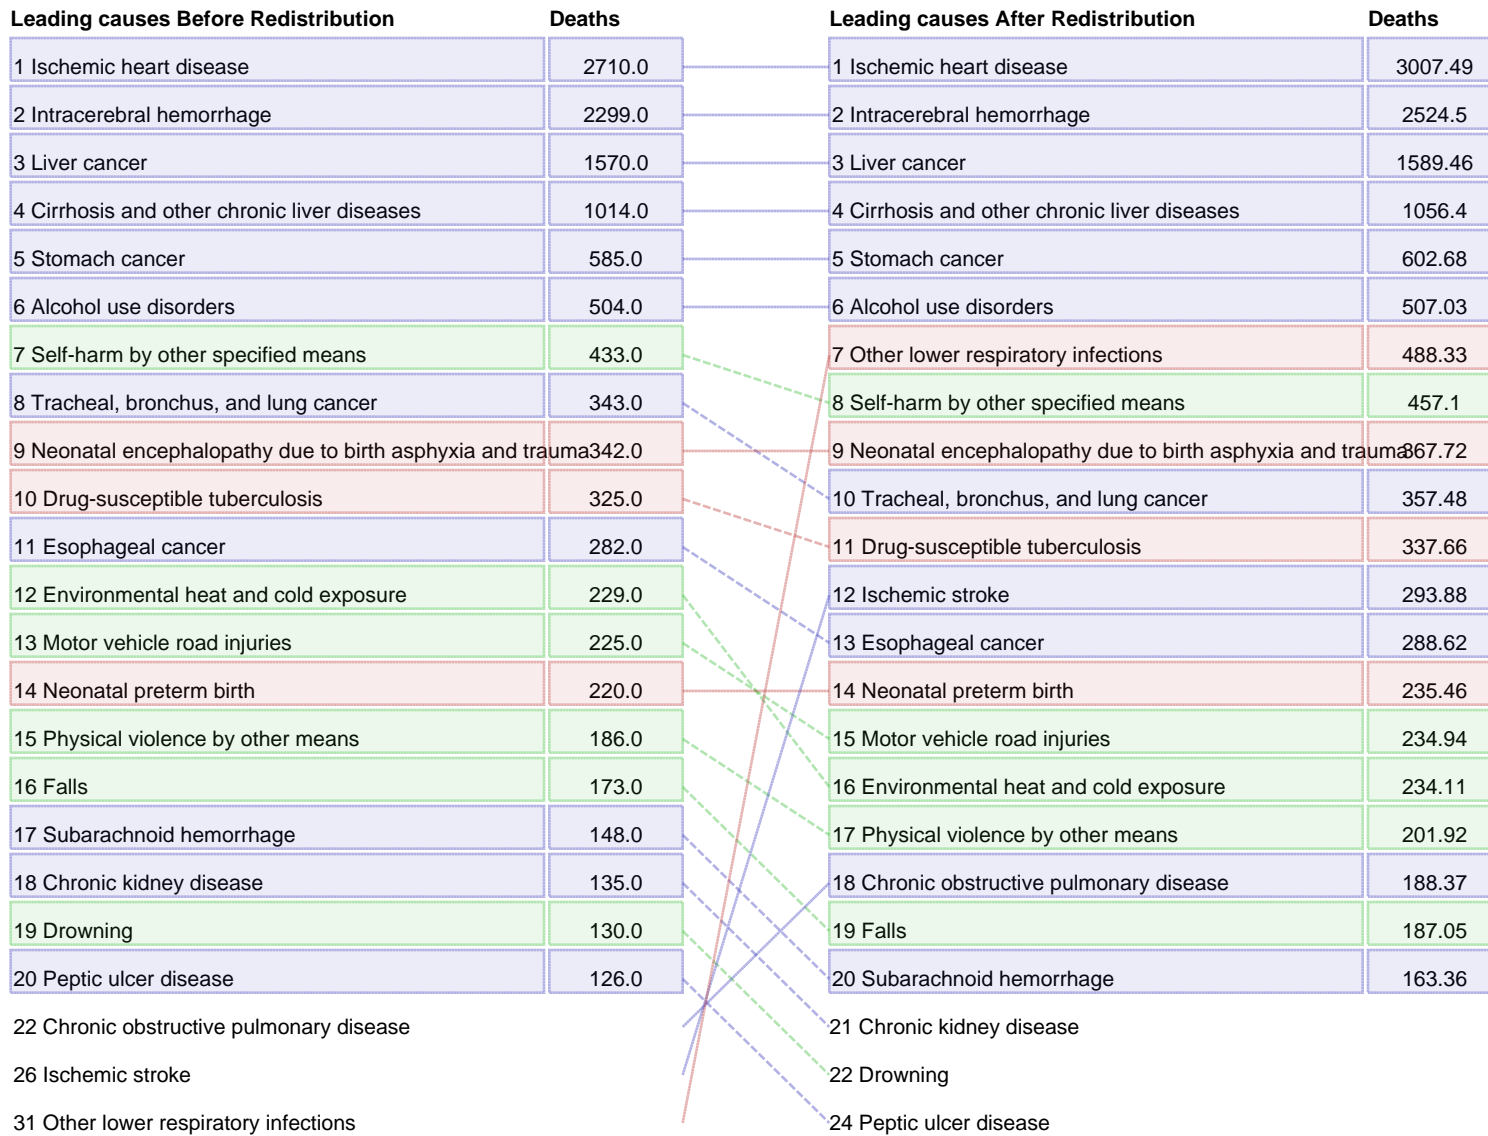 Leading causes Before Redistribution Deaths Leading causes After Redistribution Deaths
1 Ischemic heart disease 2710.0 1 Ischemic heart disease 3007.49
2 Intracerebral hemorrhage 2299.0 2 Intracerebral hemorrhage 2524.5
3 Liver cancer 1570.0 3 Liver cancer 1589.46
4 Cirrhosis and other chronic liver diseases 1014.0 4 Cirrhosis and other chronic liver diseases 1056.4
5 Stomach cancer 585.0 5 Stomach cancer 602.68
6 Alcohol use disorders 504.0 6 Alcohol use disorders 507.03
7 Self-harm by other specified means 433.0 7 Other lower respiratory infections 488.33
8 Tracheal, bronchus, and lung cancer 343.0 8 Self-harm by other specified means 457.1
9 Neonatal encephalopathy due to birth asphyxia and trauma 342.0 9 Neonatal encephalopathy due to birth asphyxia and trauma 367.72
10 Drug-susceptible tuberculosis 325.0 10 Tracheal, bronchus, and lung cancer 357.48
11 Esophageal cancer 282.0 11 Drug-susceptible tuberculosis 337.66
12 Environmental heat and cold exposure 229.0 12 Ischemic stroke 293.88
13 Motor vehicle road injuries 225.0 13 Esophageal cancer 288.62
14 Neonatal preterm birth 220.0 14 Neonatal preterm birth 235.46
15 Physical violence by other means 186.0 15 Motor vehicle road injuries 234.94
16 Falls 173.0 16 Environmental heat and cold exposure 234.11
17 Subarachnoid hemorrhage 148.0 17 Physical violence by other means 201.92
18 Chronic kidney disease 135.0 18 Chronic obstructive pulmonary disease 188.37
19 Drowning 130.0 19 Falls 187.05
20 Peptic ulcer disease 126.0 20 Subarachnoid hemorrhage 163.36
22 Chronic obstructive pulmonary disease 21 Chronic kidney disease
26 Ischemic stroke 22 Drowning
31 Other lower respiratory infections 24 Peptic ulcer disease